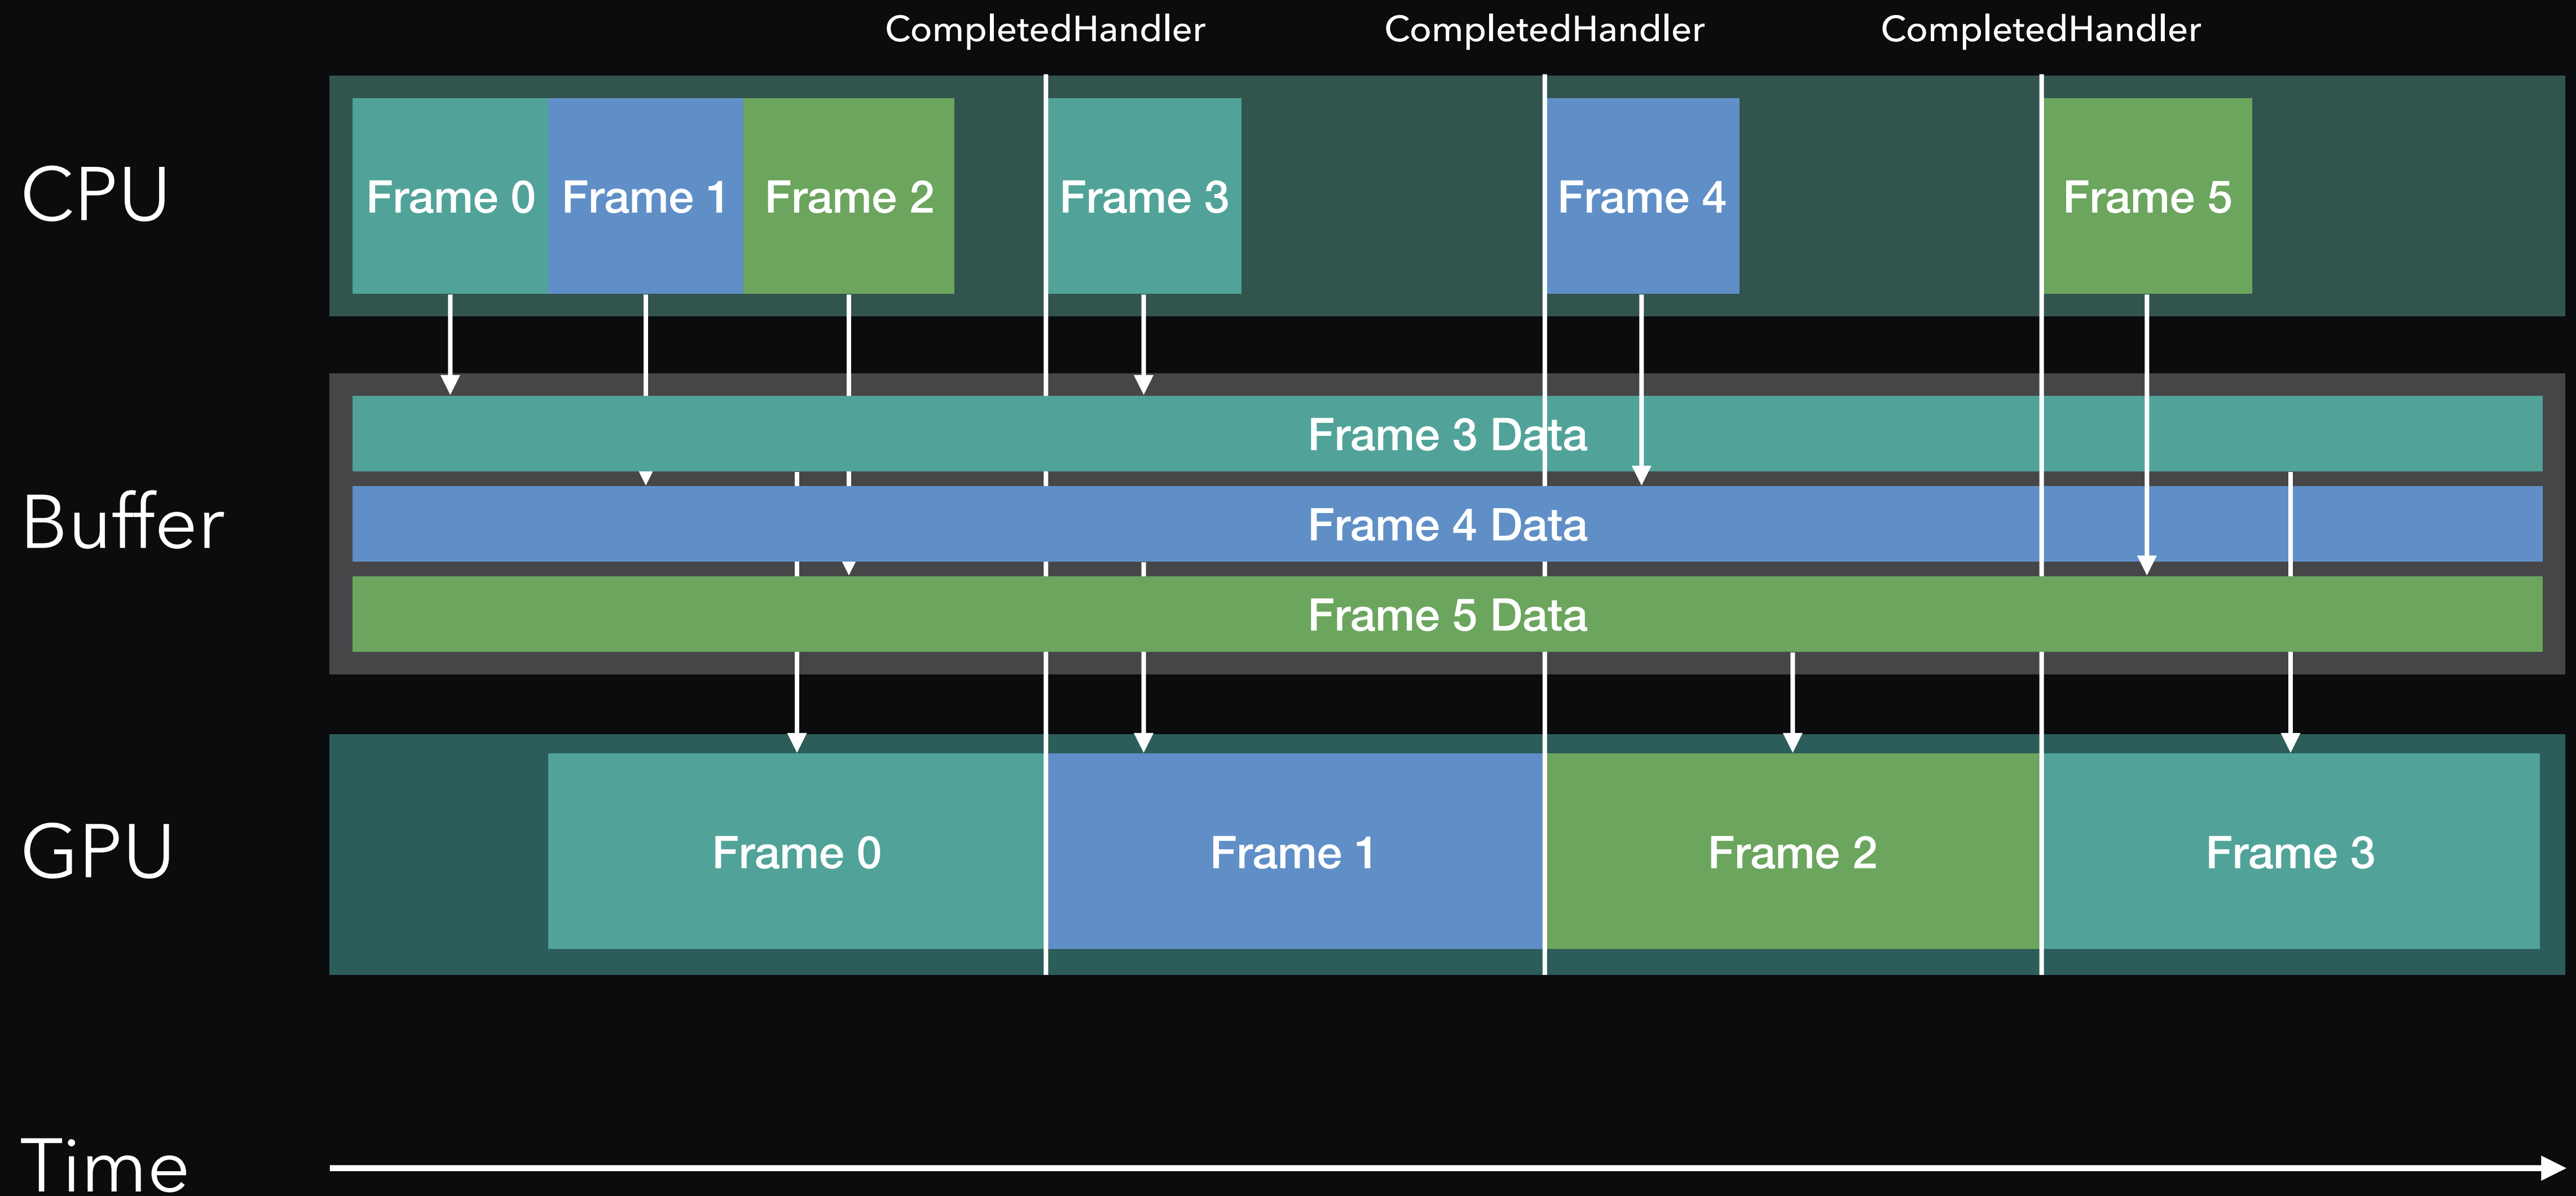 CompletedHandler CompletedHandler CompletedHandler
CPU
Frame 0 Frame 1 Frame 2 Frame 3 Frame 4 Frame 5
Frame 3 Data
Buffer
Frame 4 Data
Frame 5 Data
GPU
Frame 0 Frame 1 Frame 2 Frame 3
Time